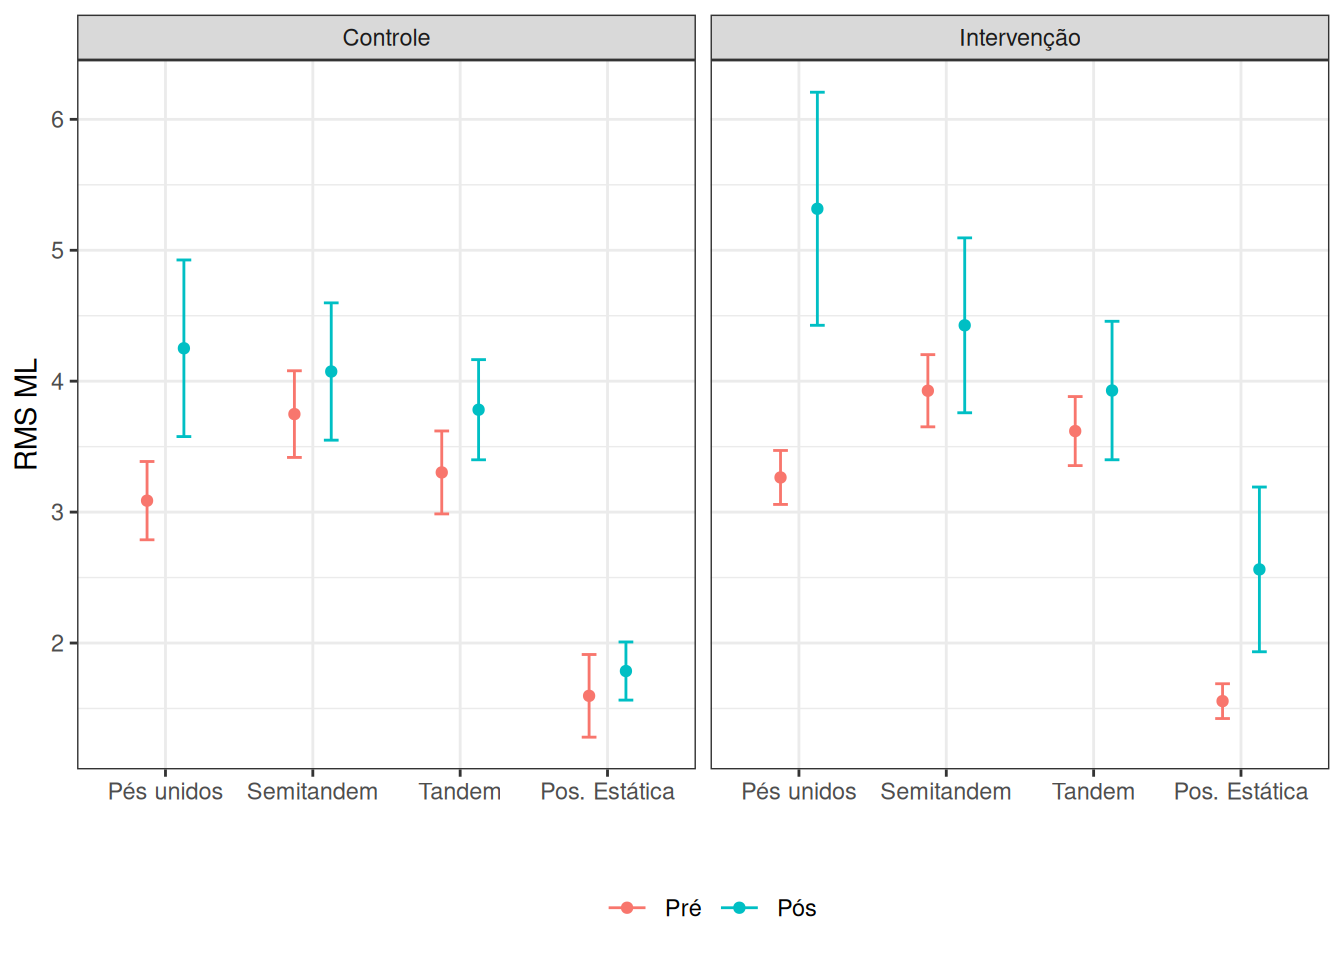 Controle
Intervenção
RMS ML
6
5
4
3
2
Pés unidos Semitandem Tandem Pos. Estática
Pés unidos Semitandem Tandem Pos. Estática
Pré Pós